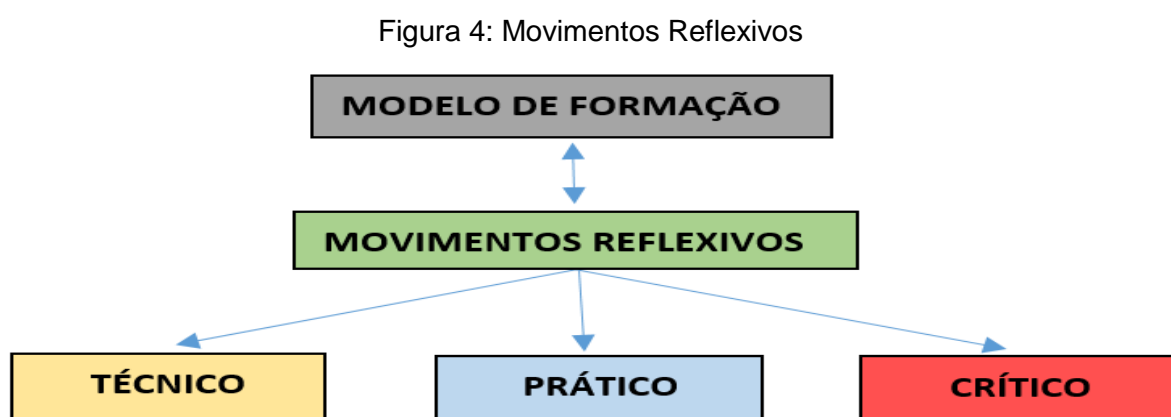 Figura 4: Movimentos Reflexivos
MODELO DE FORMAÇÃO
MOVIMENTOS REFLEXIVOS
TÉCNICO
PRÁTICO
CRÍTICO